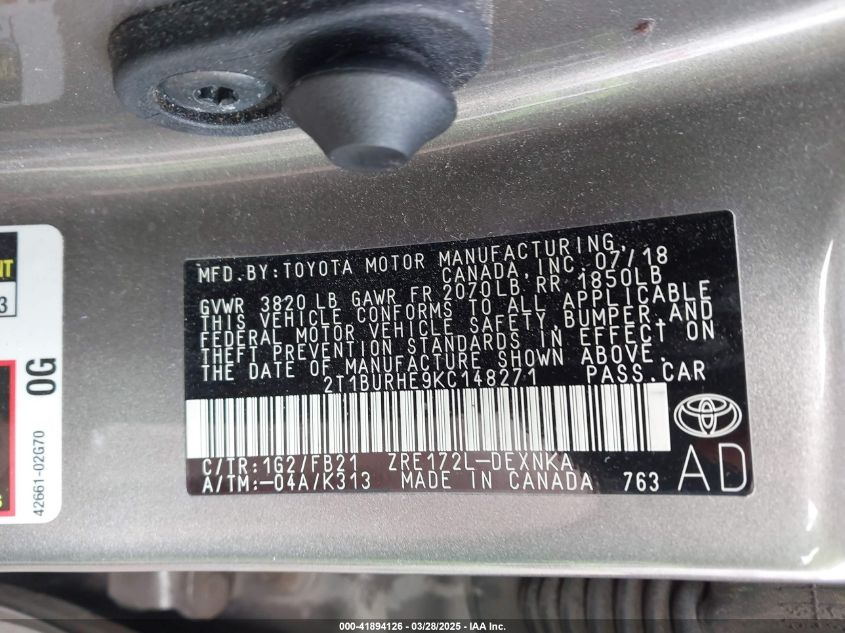 MFD. BY: TOYOTA MOTOR MANUFACTURING,
CANADA, INC. 07/18
GVWR 3820 LB GAWR FR 2070LB, RR 1850LB
THIS VEHICLE CONFORMS TO ALL APPLICABLE
FEDERAL MOTOR VEHICLE SAFETY, BUMPER, AND
THEFT PREVENTION STANDARDS IN EFFECT ON
THE DATE OF MANUFACTURE SHOWN ABOVE.
2T1BURHE9KC148271 PASS. CAR
C/TR: 1G2/FB21 ZRE172L-DEXNKA
A/TM:-04A/K313 MADE IN CANADA 763 AD
0G
42661-02G70
000-41894126 - 03/28/2025 - IAA Inc.